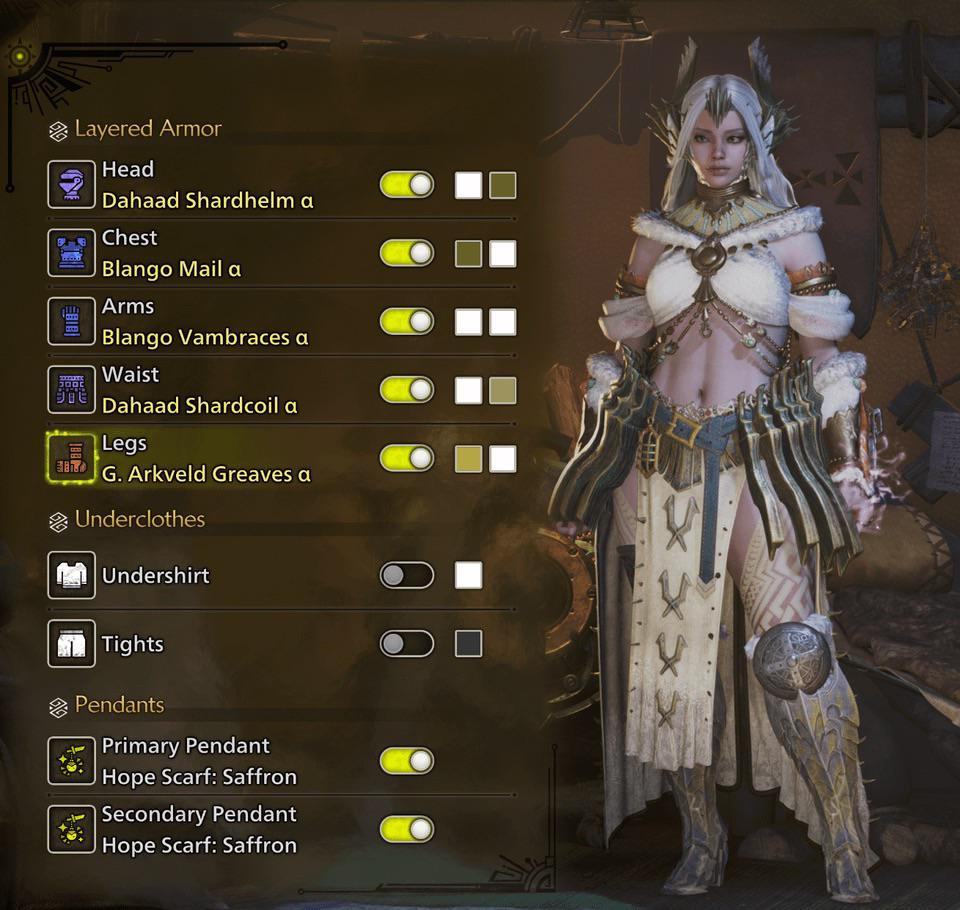 Layered Armor
Head
Dahaad Shardhelm α
Chest
Blango Mail α
Arms
Blango Vambraces α
Waist
Dahaad Shardcoil α
Legs
G. Arkveld Greaves α
Underclothes
Undershirt
Tights
Pendants
Primary Pendant
Hope Scarf: Saffron
Secondary Pendant
Hope Scarf: Saffron